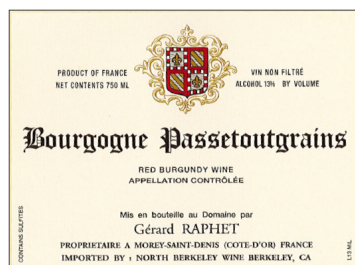 PRODUCT OF FRANCE
NET CONTENTS 750 ML
VIN NON FILTRÉ
ALCOHOL 13½ BY VOLUME
Bourgogne Passetoutgrains
RED BURGUNDY WINE
APPELLATION CONTRÔLÉE
Mis en bouteille au Domaine par
Gérard RAPHET
PROPRIETAIRE A MOREY-SAINT-DENIS (COTE-D'OR) FRANCE
IMPORTED BY : NORTH BERKELEY WINE BERKELEY, CA
CONTAINS SULFITES